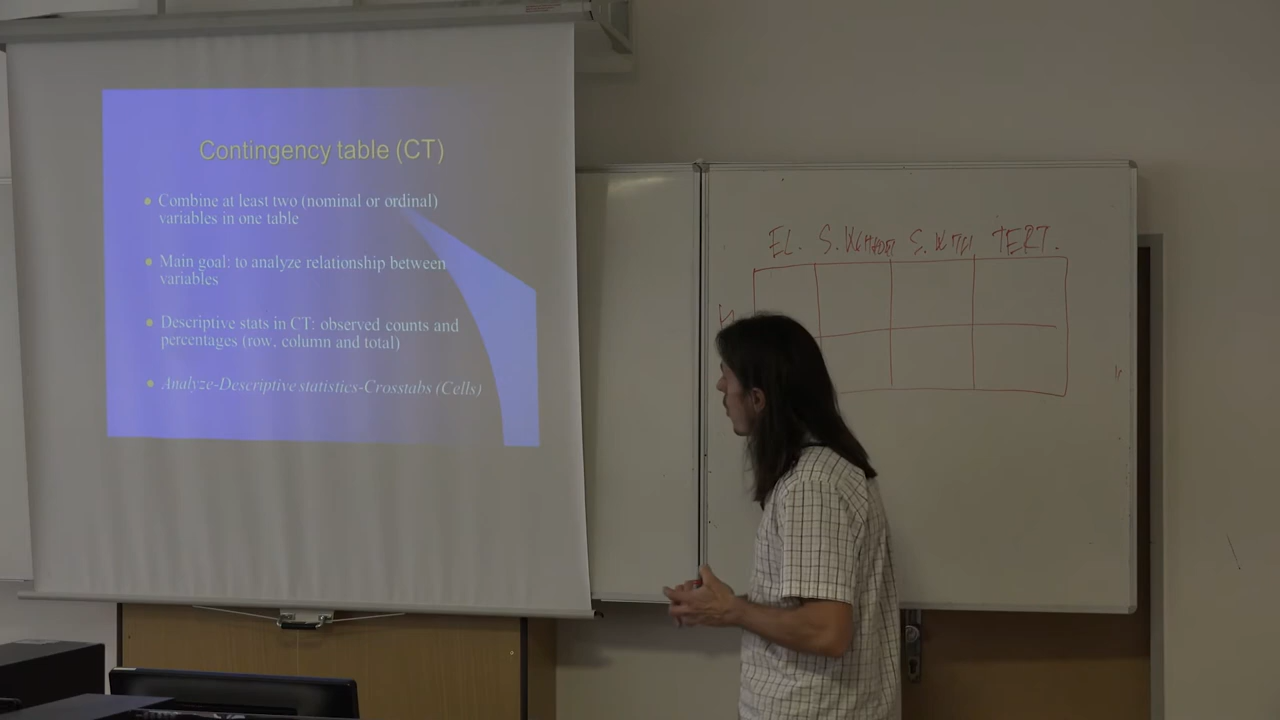 Contingency table (CT)
Combine at least two (nominal or ordinal)
variables in one table
Main goal: to analyze relationship between
variables
Descriptive stats in CT: observed counts and
percentages (row, column and total)
Analyze-Descriptive statistics-Crosstabs (Cells)
EL. S. S. TERT.